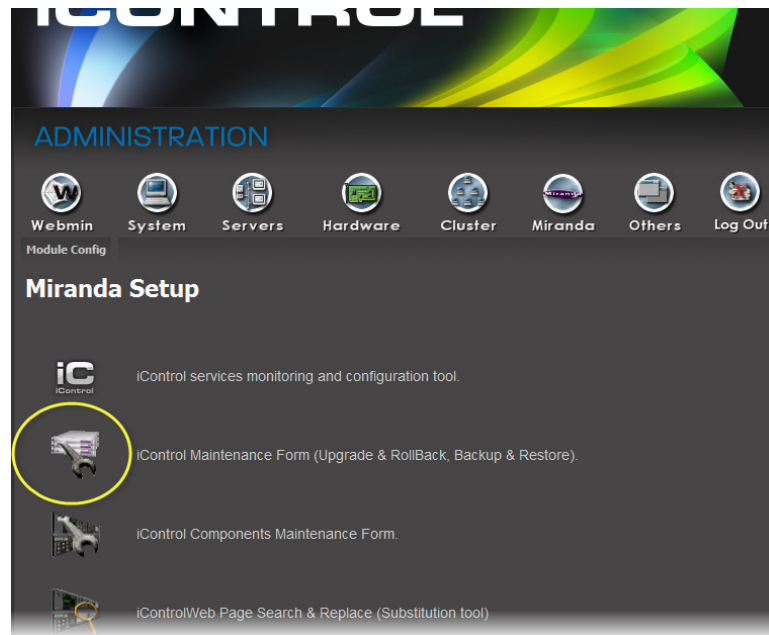 iCONTROL
ADMINISTRATION
W
Webmin
System
Servers
Hardware
Cluster
Miranda
Miranda
Others
Log Out
Module Config
Miranda Setup
iC
iControl
iControl services monitoring and configuration tool.
iControl Maintenance Form (Upgrade & RollBack, Backup & Restore).
iControl Components Maintenance Form.
iControlWeb Page Search & Replace (Substitution tool)